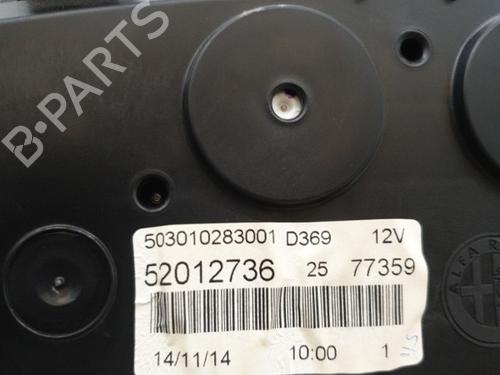 B-PARTS
503010283001 D369 12V
52012736 25 77359
14/11/14 10:00 1
ALFA R